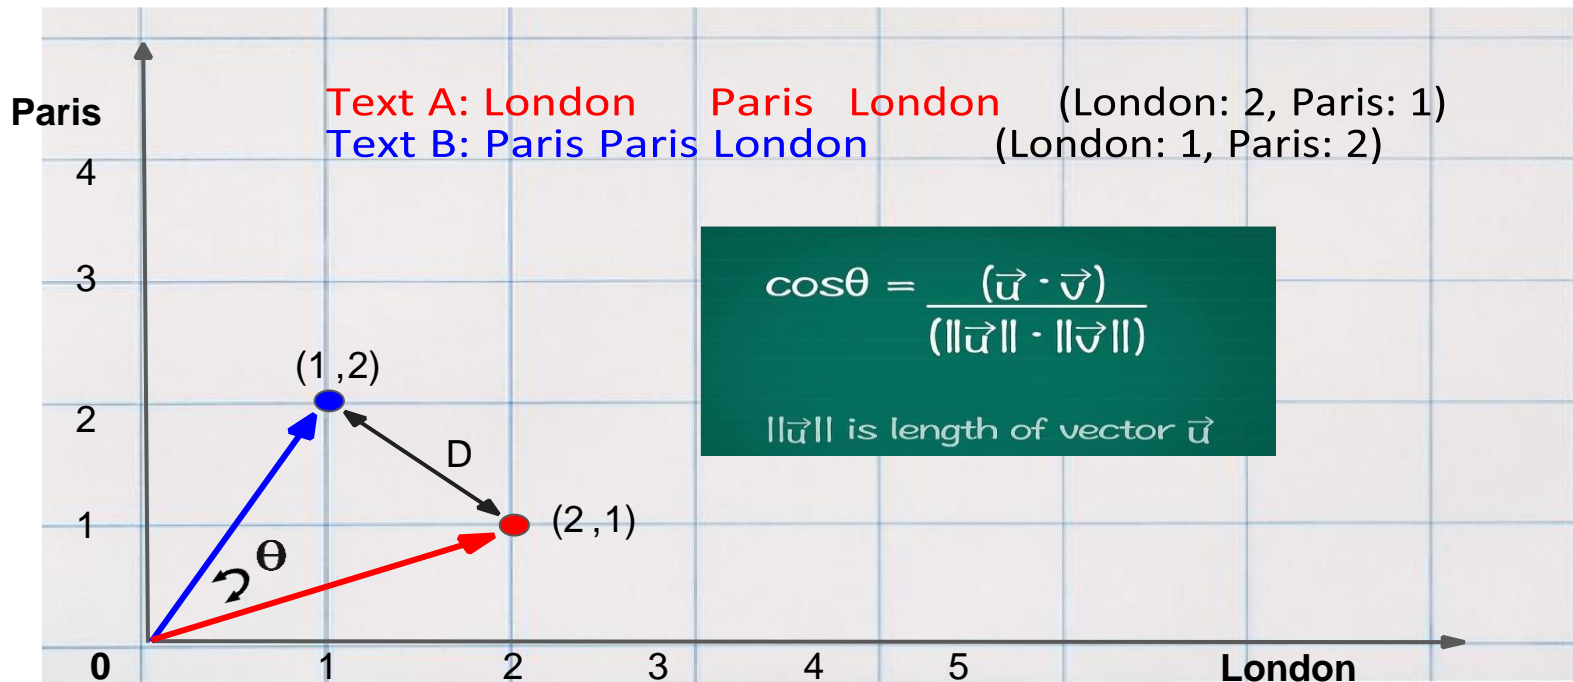 Paris
Text A: London Paris London (London: 2, Paris: 1)
Text B: Paris Paris London (London: 1, Paris: 2)
4
3
cosθ = (u⃗ · v⃗) / (||u⃗|| · ||v⃗||)
||u⃗|| is length of vector u⃗
(1 ,2)
2
D
1
(2 ,1)
θ
0 1 2 3 4 5 London